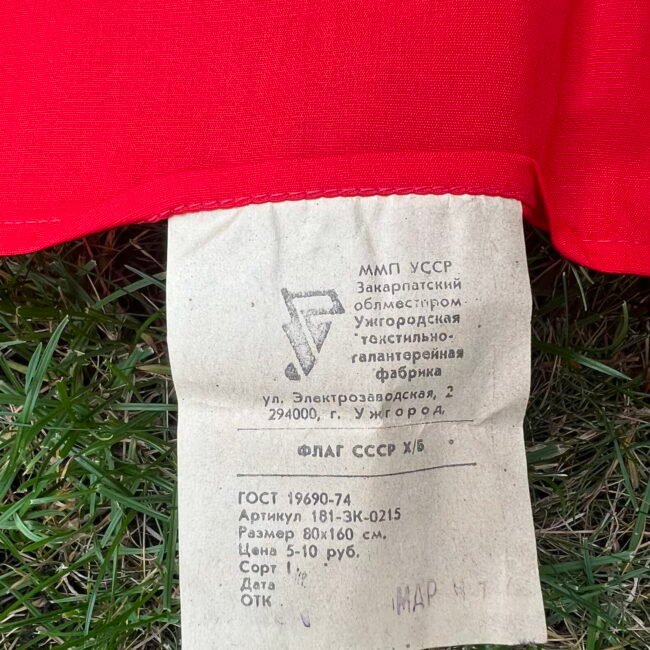 ММП УССР
Закарпатский
облместпром
Ужгородская
текстильно-
галантерейная
фабрика
ул. Электрозаводская, 2
294000, г. Ужгород,
ФЛАГ СССР Х/Б
ГОСТ 19690-74
Артикул 181-ЗК-0215
Размер 80х160 см.
Цена 5-10 руб.
Сорт 1
Дата
ОТК
МАР